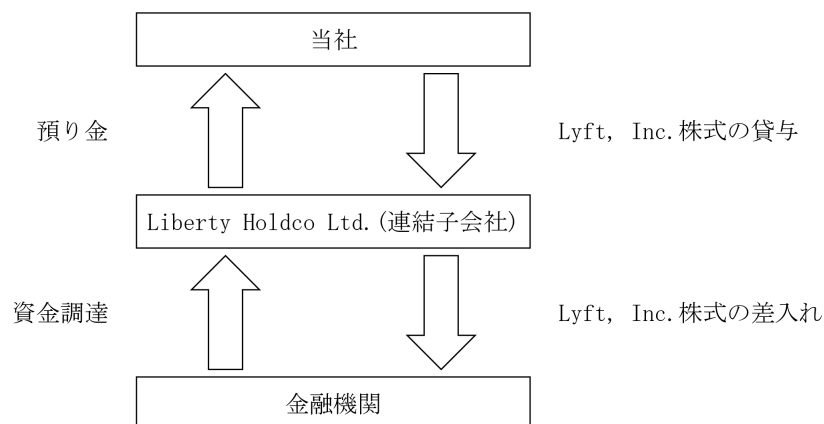 当社
預り金
Lyft, Inc.株式の貸与
Liberty Holdco Ltd.(連結子会社)
資金調達
Lyft, Inc.株式の差入れ
金融機関